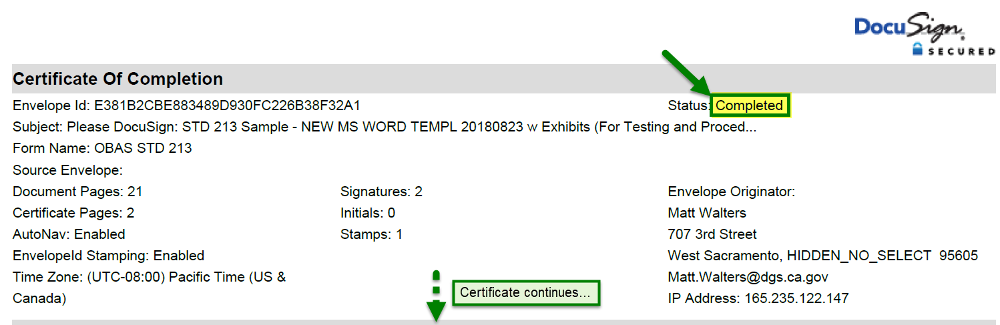 DocuSign
SECURED
Certificate Of Completion
Envelope Id: E381B2CBE883489D930FC226B38F32A1
Status: Completed
Subject: Please DocuSign: STD 213 Sample - NEW MS WORD TEMPL 20180823 w Exhibits (For Testing and Proced...
Form Name: OBAS STD 213
Source Envelope:
Document Pages: 21
Signatures: 2
Envelope Originator:
Certificate Pages: 2
Initials: 0
Matt Walters
AutoNav: Enabled
Stamps: 1
707 3rd Street
EnvelopeId Stamping: Enabled
West Sacramento, HIDDEN_NO_SELECT 95605
Time Zone: (UTC-08:00) Pacific Time (US &
Matt.Walters@dgs.ca.gov
Canada)
Certificate continues...
IP Address: 165.235.122.147